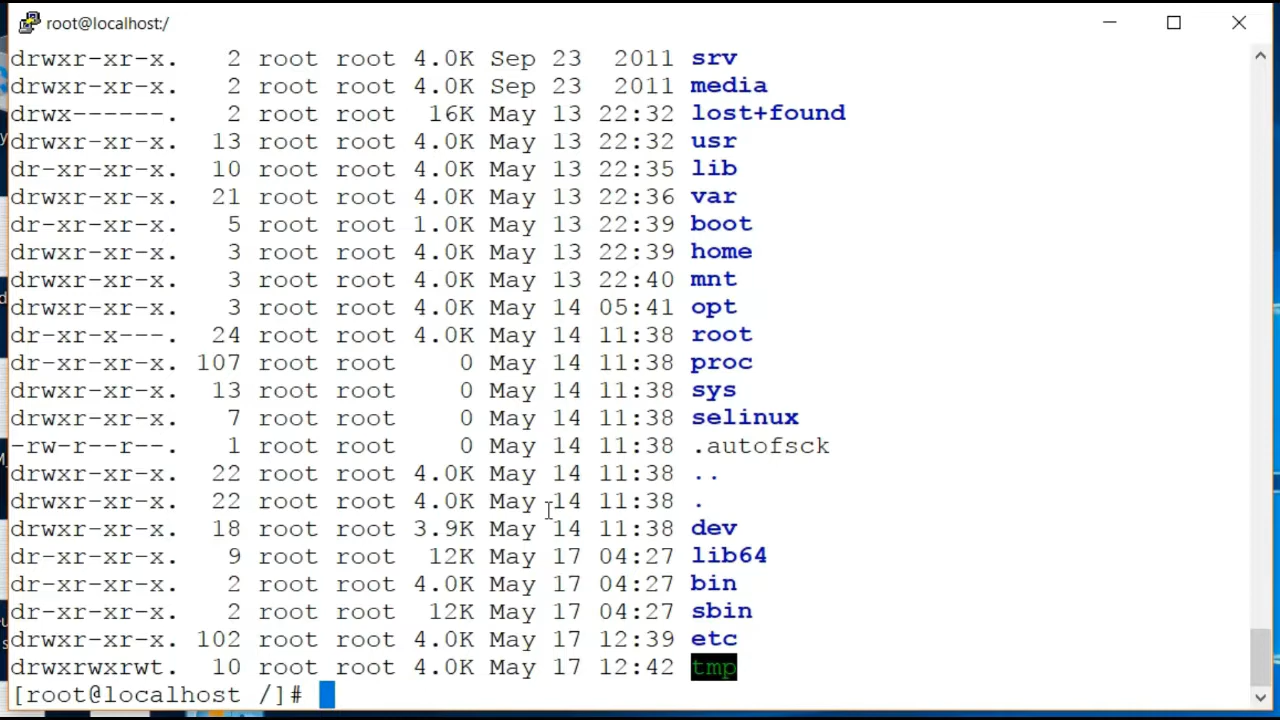 root@localhost:/
drwxr-xr-x.   2 root root 4.0K Sep 23  2011 srv
drwxr-xr-x.   2 root root 4.0K Sep 23  2011 media
drwx------.   2 root root  16K May 13 22:32 lost+found
drwxr-xr-x.  13 root root 4.0K May 13 22:32 usr
dr-xr-xr-x.  10 root root 4.0K May 13 22:35 lib
drwxr-xr-x.  21 root root 4.0K May 13 22:36 var
dr-xr-xr-x.   5 root root 1.0K May 13 22:39 boot
drwxr-xr-x.   3 root root 4.0K May 13 22:39 home
drwxr-xr-x.   3 root root 4.0K May 13 22:40 mnt
drwxr-xr-x.   3 root root 4.0K May 14 05:41 opt
dr-xr-x---.  24 root root 4.0K May 14 11:38 root
dr-xr-xr-x. 107 root root    0 May 14 11:38 proc
drwxr-xr-x.  13 root root    0 May 14 11:38 sys
drwxr-xr-x.   7 root root    0 May 14 11:38 selinux
-rw-r--r--.   1 root root    0 May 14 11:38 .autofsck
drwxr-xr-x.  22 root root 4.0K May 14 11:38 ..
drwxr-xr-x.  22 root root 4.0K May 14 11:38 .
drwxr-xr-x.  18 root root 3.9K May 14 11:38 dev
dr-xr-xr-x.   9 root root  12K May 17 04:27 lib64
dr-xr-xr-x.   2 root root 4.0K May 17 04:27 bin
dr-xr-xr-x.   2 root root  12K May 17 04:27 sbin
drwxr-xr-x. 102 root root 4.0K May 17 12:39 etc
drwxrwxrwt.  10 root root 4.0K May 17 12:42 tmp
[root@localhost /]#